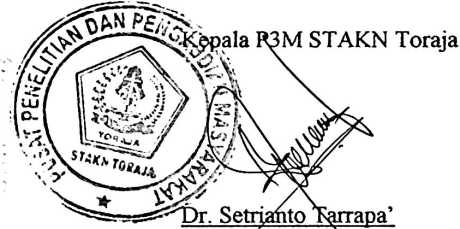 Kepala P3M STAKN Toraja
PUSAT PENELITIAN DAN PENGABDIAN MASYARAKAT
TORAJA
STAKN TORAJA
Dr. Setrianto Tarrapa'